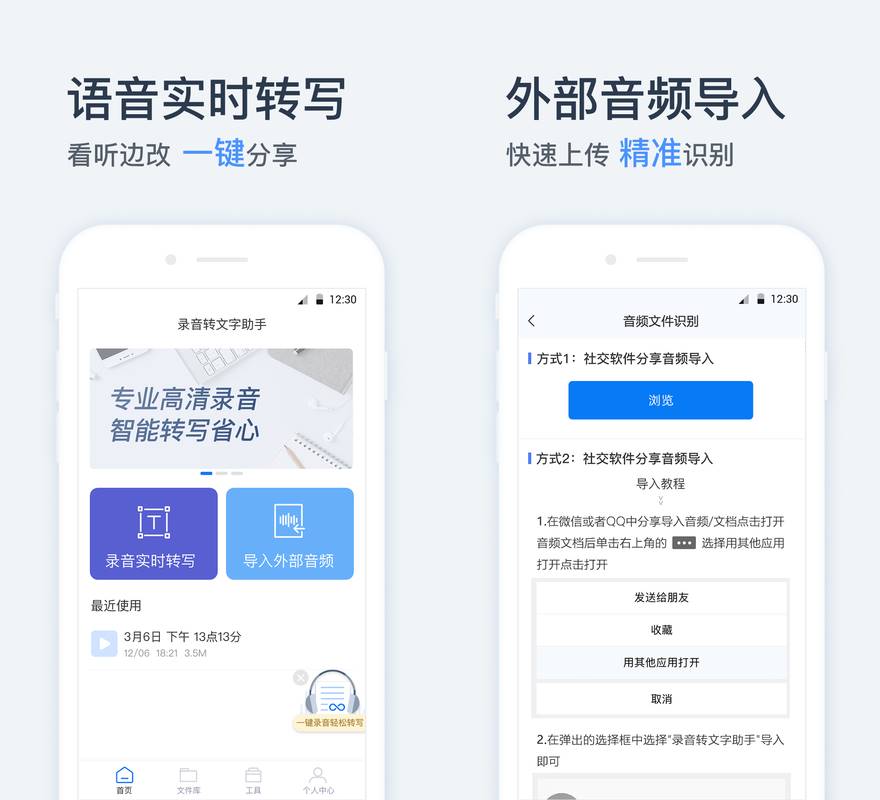 语音实时转写
看听边改 一键分享
12:30
录音转文字助手
专业高清录音
智能转写省心
录音实时转写
导入外部音频
最近使用
3月6日 下午 13点13分
12/06 18:21 3.5M
一键录音轻松转写
首页
文件库
工具
个人中心
外部音频导入
快速上传 精准识别
12:30
音频文件识别
方式1：社交软件分享音频导入
浏览
方式2：社交软件分享音频导入
导入教程
1.在微信或者QQ中分享导入音频/文档点击打开
音频文档后单击右上角的 ••• 选择用其他应用
打开点击打开
发送给朋友
收藏
用其他应用打开
取消
2.在弹出的选择框中选择"录音转文字助手"导入
即可